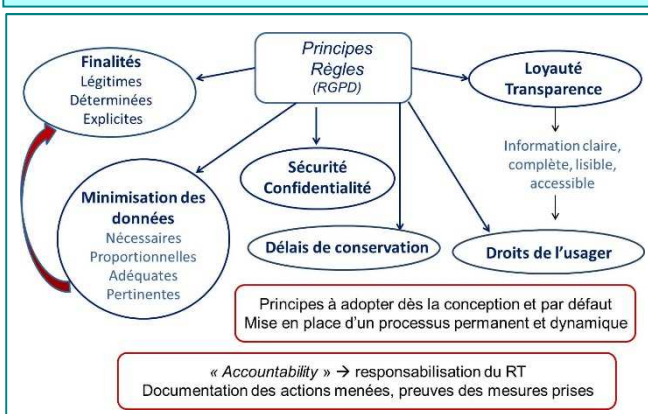 Principes
Règles
(RGPD)
Finalités
Légitimes
Déterminées
Explicites
Loyauté
Transparence
Information claire,
complète, lisible,
accessible
Sécurité
Confidentialité
Minimisation des
données
Nécessaires
Proportionnelles
Adéquates
Pertinentes
Délais de conservation
Droits de l'usager
Principes à adopter dès la conception et par défaut
Mise en place d'un processus permanent et dynamique
« Accountability » → responsabilisation du RT
Documentation des actions menées, preuves des mesures prises